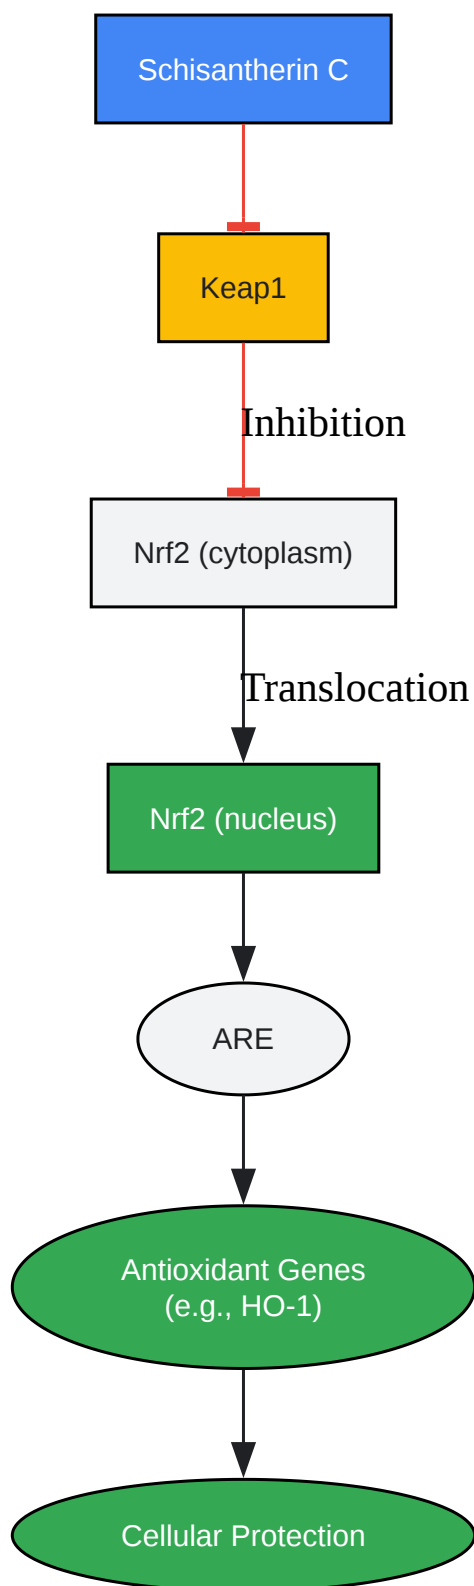 Schisantherin C
Keap1
Inhibition
Nrf2 (cytoplasm)
Translocation
Nrf2 (nucleus)
ARE
Antioxidant Genes
(e.g., HO-1)
Cellular Protection